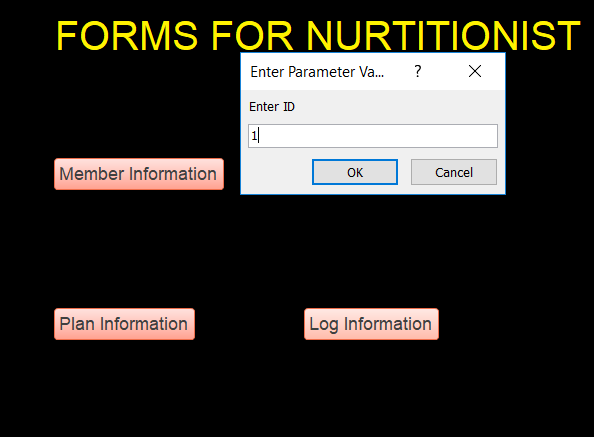 FORMS FOR NURTITIONIST
Enter Parameter Va... ?
Enter ID
1
OK Cancel
Member Information
Plan Information Log Information